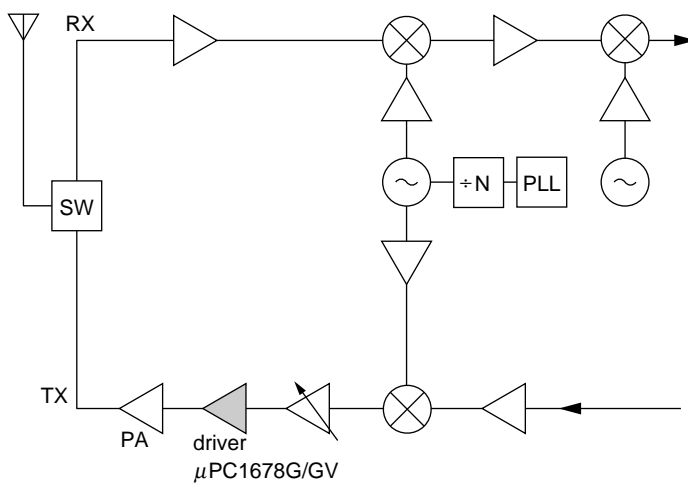 RX
SW
÷N
PLL
TX
PA
driver
μPC1678G/GV